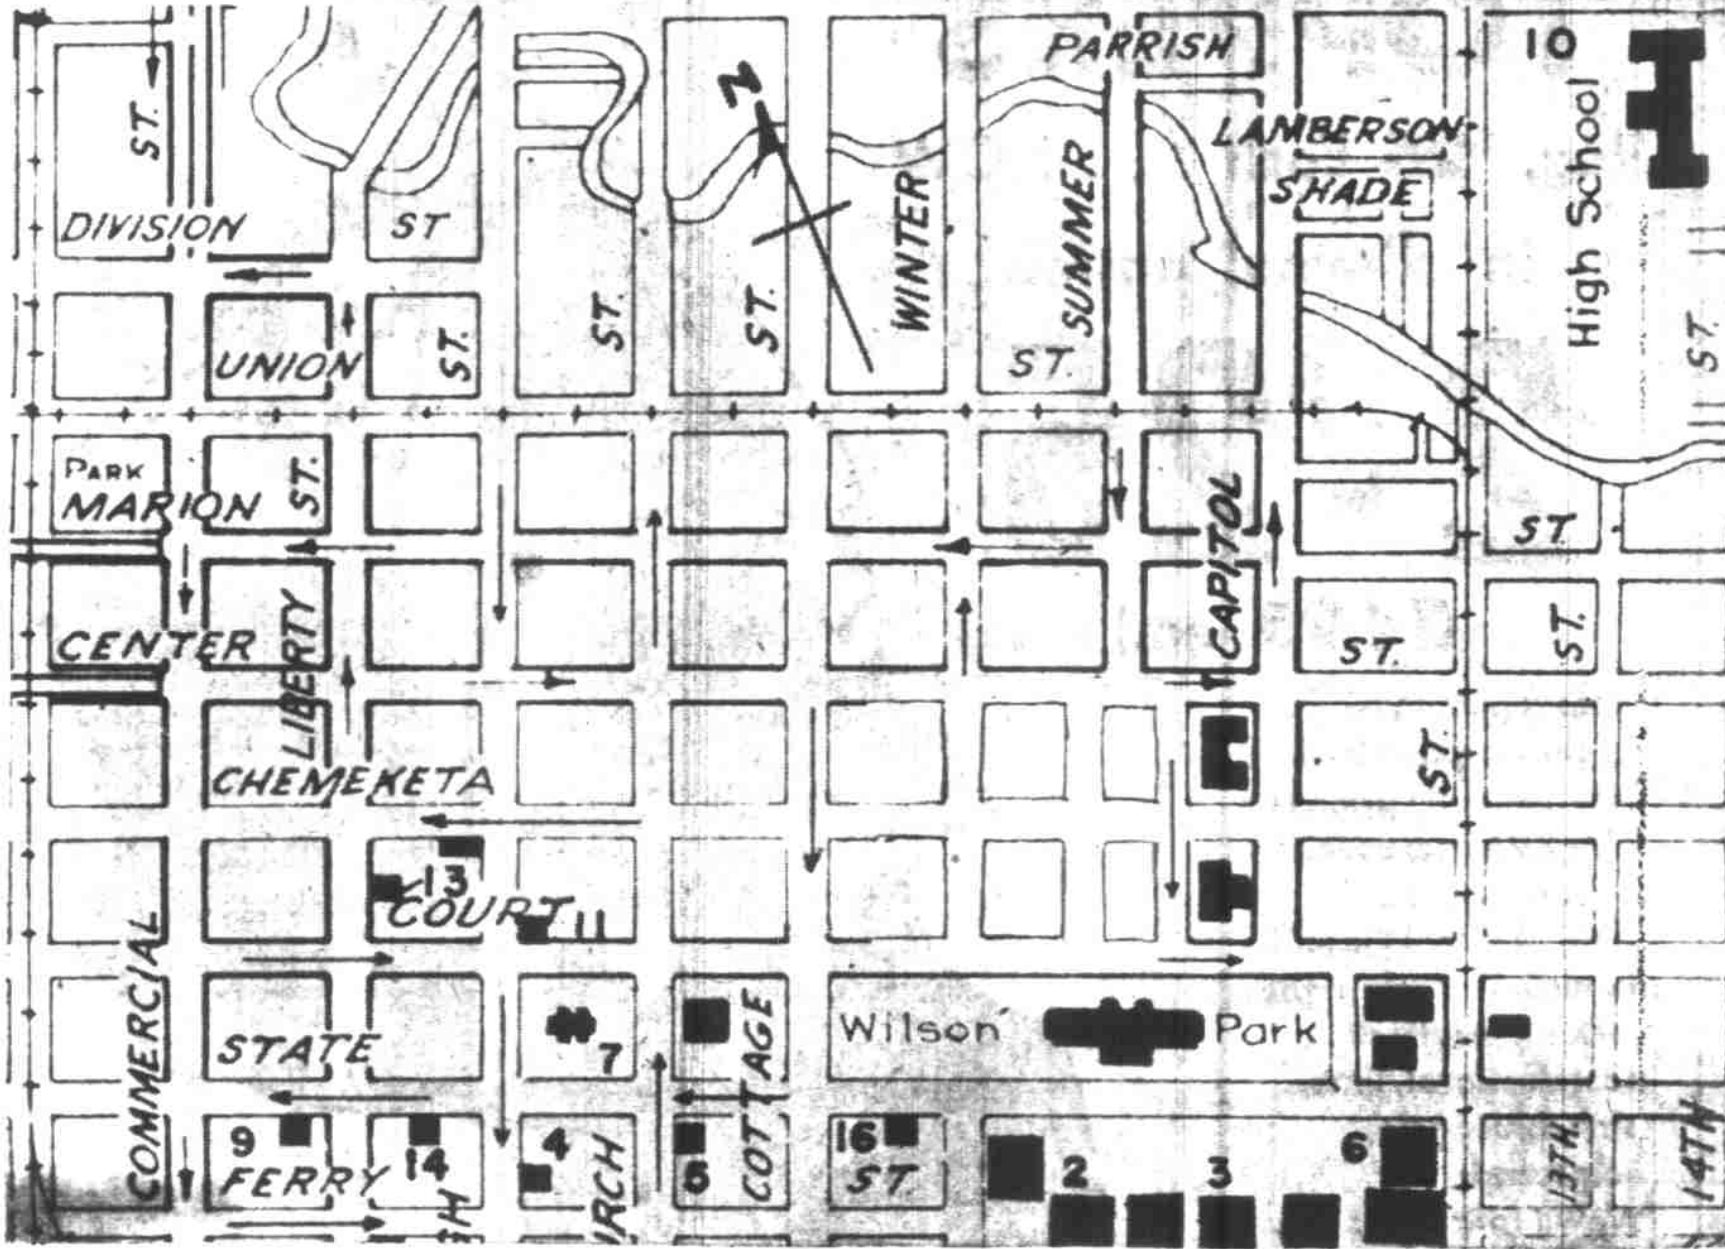 PARRISH
10
High School
LAMBERSON
SHADE
ST.
N
WINTER
SUMMER
DIVISION ST
UNION ST.
ST.
ST.
ST.
ST.
PARK
MARION ST.
ST.
CAPITOL
CENTER ST.
ST.
LIBERTY
ST.
CHEMEKETA
13
COURT
11
COMMERCIAL
STATE
7
COTTAGE
Wilson Park
9
14
4
5
16
2
3
6
FERRY ST.
13TH
14TH